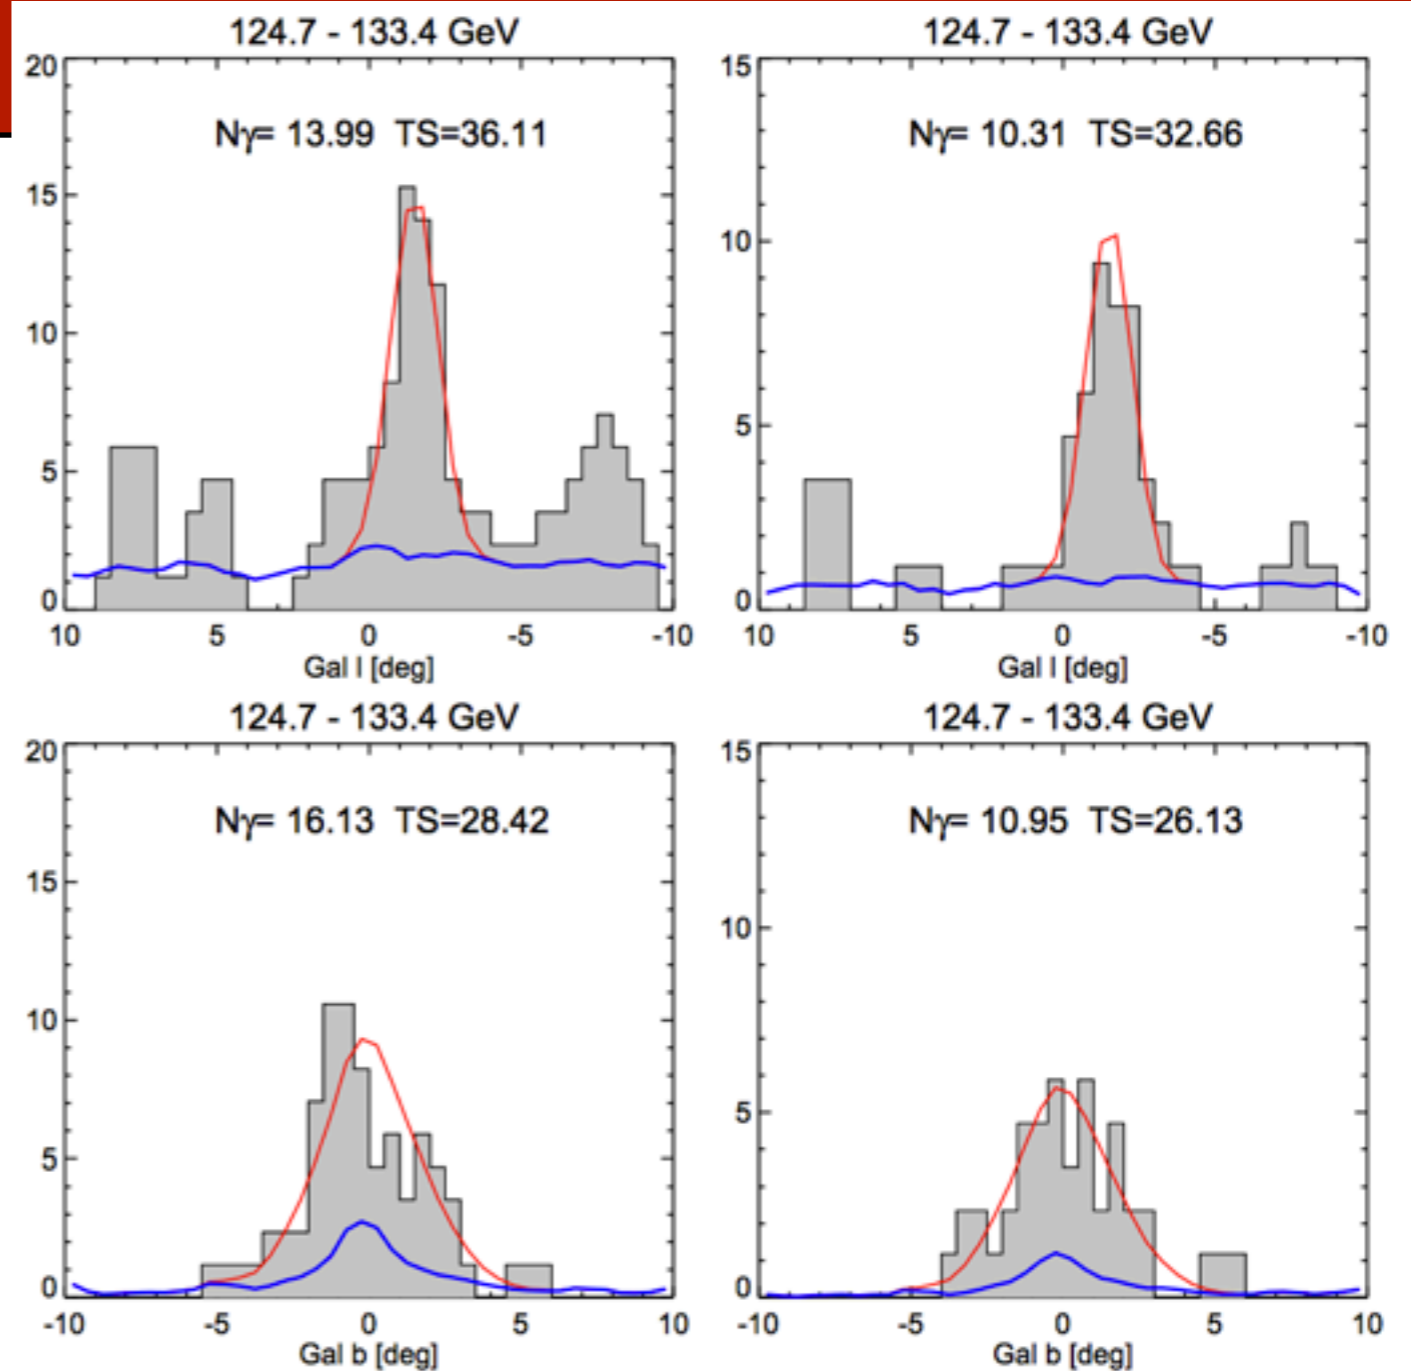 124.7 - 133.4 GeV
Nγ= 13.99 TS=36.11
20
15
10
5
0
10 5 0 -5 -10
Gal l [deg]
124.7 - 133.4 GeV
Nγ= 10.31 TS=32.66
15
10
5
0
10 5 0 -5 -10
Gal l [deg]
124.7 - 133.4 GeV
Nγ= 16.13 TS=28.42
20
15
10
5
0
-10 -5 0 5 10
Gal b [deg]
124.7 - 133.4 GeV
Nγ= 10.95 TS=26.13
15
10
5
0
-10 -5 0 5 10
Gal b [deg]